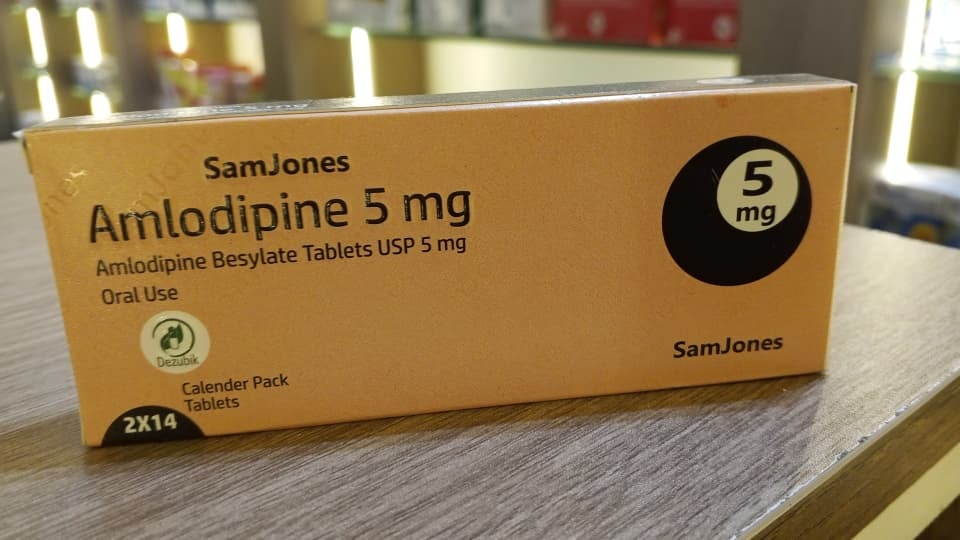 SamJones
Amlodipine 5 mg
Amlodipine Besylate Tablets USP 5 mg
Oral Use
Dezubik
Calender Pack
Tablets
2X14
5
mg
SamJones